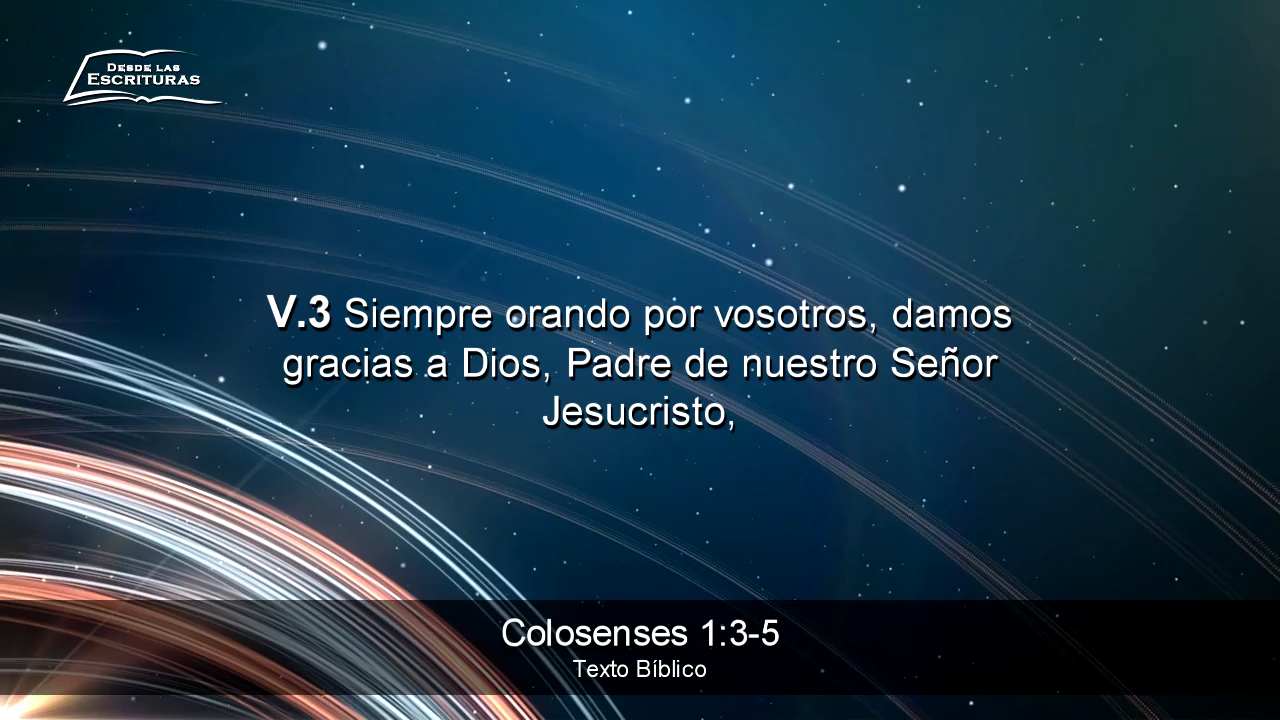 DESDE LAS
ESCRITURAS
V.3 Siempre orando por vosotros, damos
gracias a Dios, Padre de nuestro Señor
Jesucristo,
Colosenses 1:3-5
Texto Bíblico